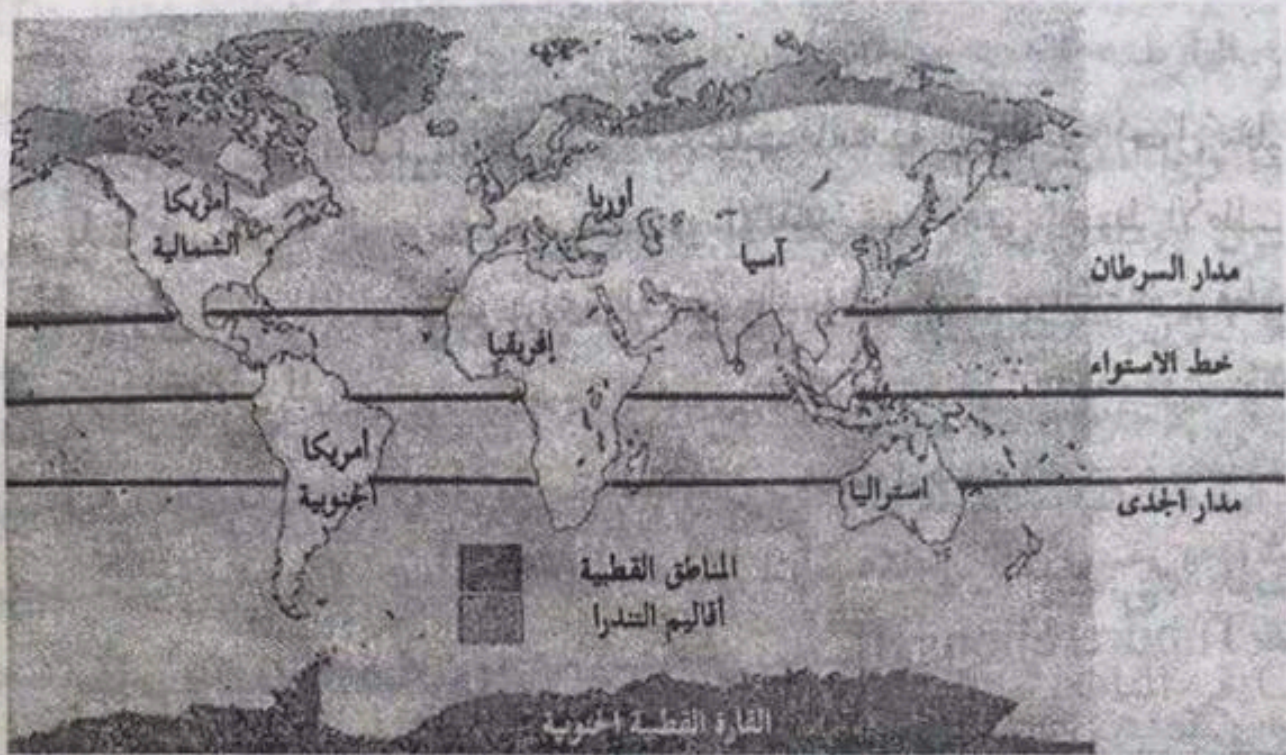 أمريكا
الشمالية
أوربا
آسيا
مدار السرطان
إفريقيا
خط الاستواء
أمريكا
الجنوبية
استراليا
مدار الجدى
المناطق القطبية
أقاليم التندرا
القارة القطبية الجنوبية